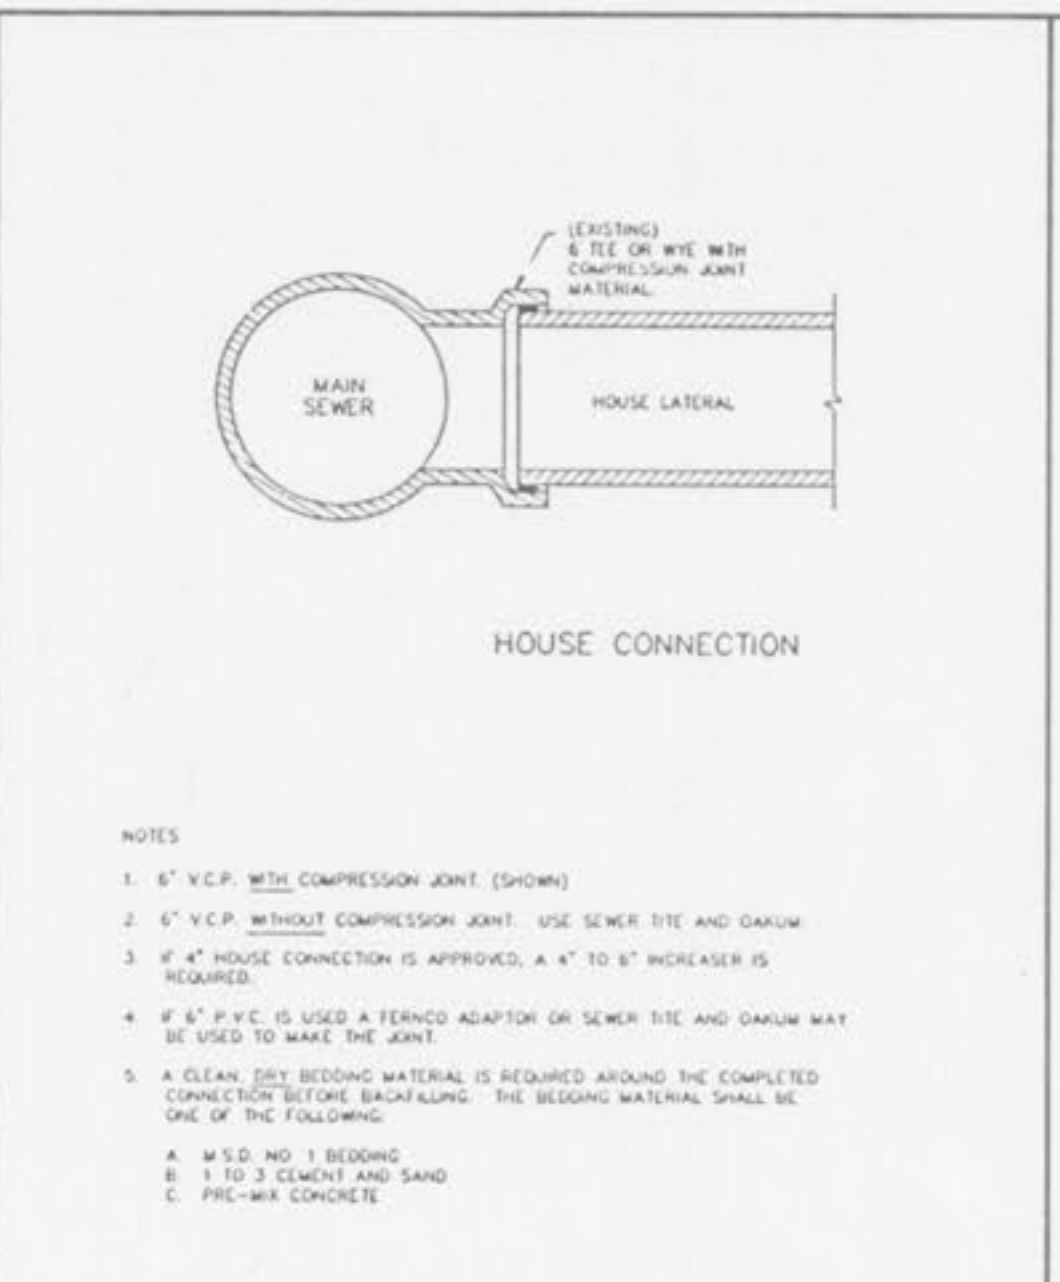 (EXISTING)
6 TEE OR WYE WITH
COMPRESSION JOINT
MATERIAL.
MAIN
SEWER
HOUSE LATERAL
HOUSE CONNECTION
NOTES
1. 6" V.C.P. WITH COMPRESSION JOINT. (SHOWN)
2. 6" V.C.P. WITHOUT COMPRESSION JOINT. USE SEWER TITE AND OAKUM.
3. IF 4" HOUSE CONNECTION IS APPROVED, A 4" TO 6" INCREASER IS
REQUIRED.
4. IF 6" P.V.C. IS USED A FERNCO ADAPTOR OR SEWER TITE AND OAKUM MAY
BE USED TO MAKE THE JOINT.
5. A CLEAN, DRY BEDDING MATERIAL IS REQUIRED AROUND THE COMPLETED
CONNECTION BEFORE BACKFILLING. THE BEDDING MATERIAL SHALL BE
ONE OF THE FOLLOWING:
A. M.S.D. NO. 1 BEDDING
B. 1 TO 3 CEMENT AND SAND
C. PRE-MIX CONCRETE